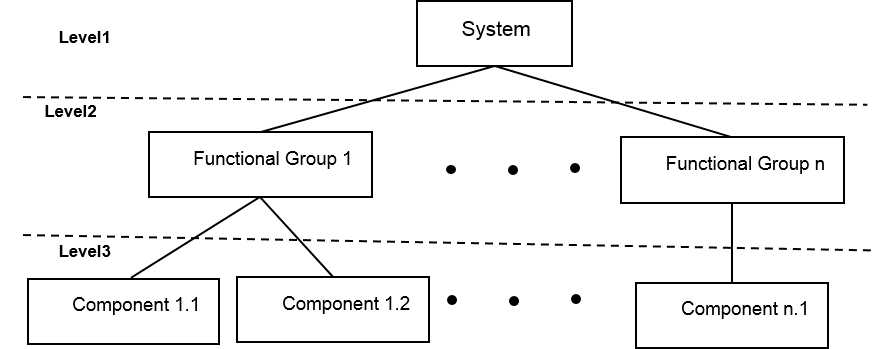 System
Level1
Level2
Functional Group 1
Functional Group n
Level3
Component 1.1
Component 1.2
Component n.1